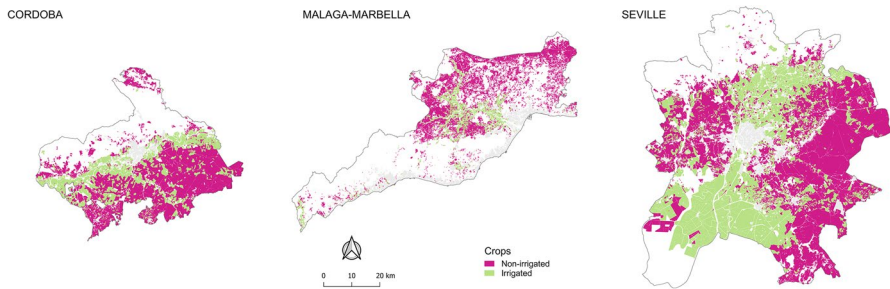 CORDOBA
MALAGA-MARBELLA
SEVILLE
Crops
Non-irrigated
Irrigated
0 10 20 km